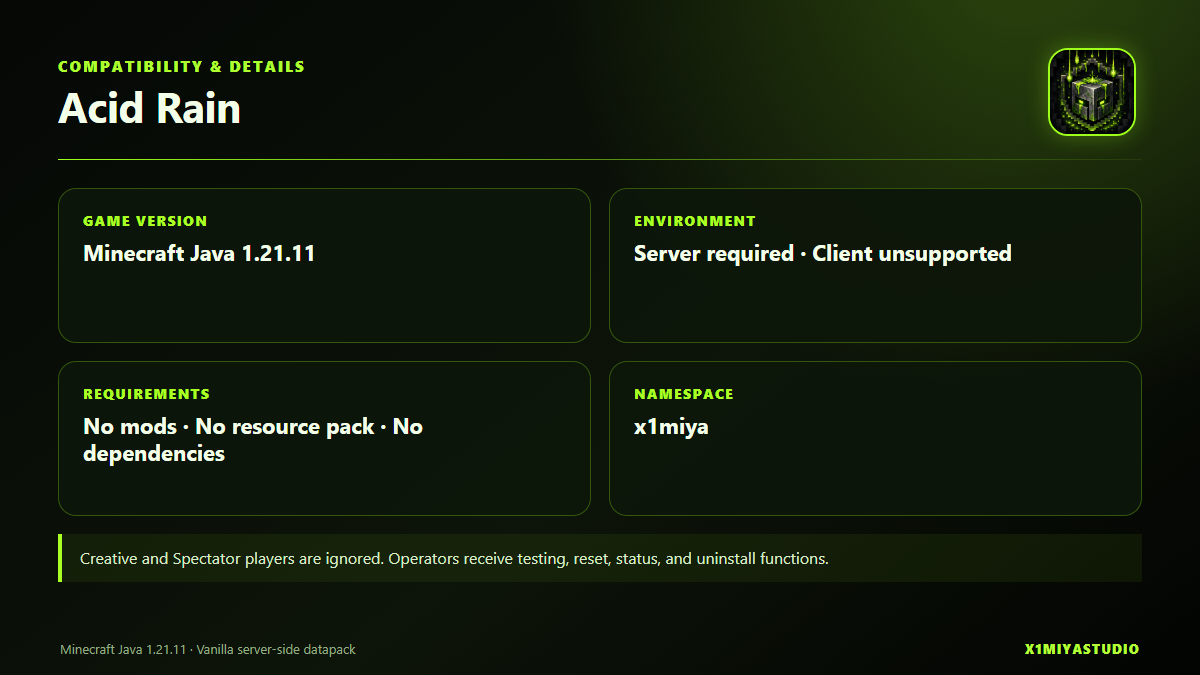 COMPATIBILITY & DETAILS
Acid Rain
GAME VERSION
Minecraft Java 1.21.11
ENVIRONMENT
Server required · Client unsupported
REQUIREMENTS
No mods · No resource pack · No
dependencies
NAMESPACE
x1miya
Creative and Spectator players are ignored. Operators receive testing, reset, status, and uninstall functions.
Minecraft Java 1.21.11 · Vanilla server-side datapack
X1MIYASTUDIO